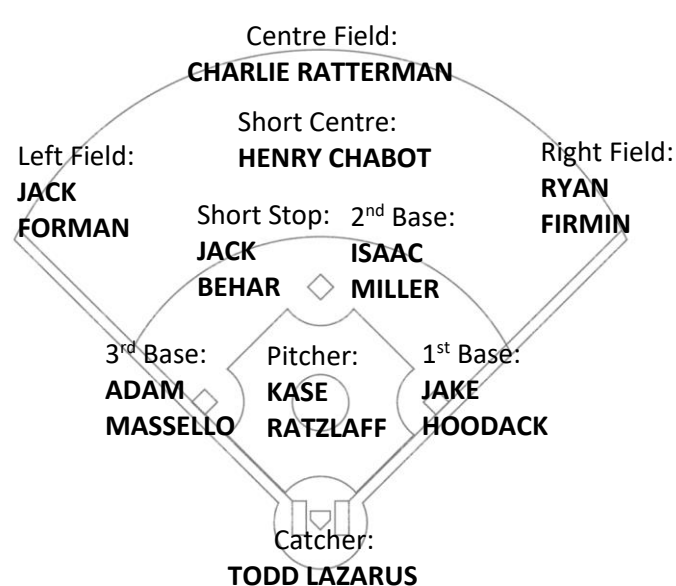 Centre Field:
CHARLIE RATTERMAN
Short Centre:
HENRY CHABOT
Left Field:
JACK
FORMAN
Right Field:
RYAN
FIRMIN
Short Stop:
JACK
BEHAR
2nd Base:
ISAAC
MILLER
3rd Base:
ADAM
MASSELLO
Pitcher:
KASE
RATZLAFF
1st Base:
JAKE
HOODACK
Catcher:
TODD LAZARUS